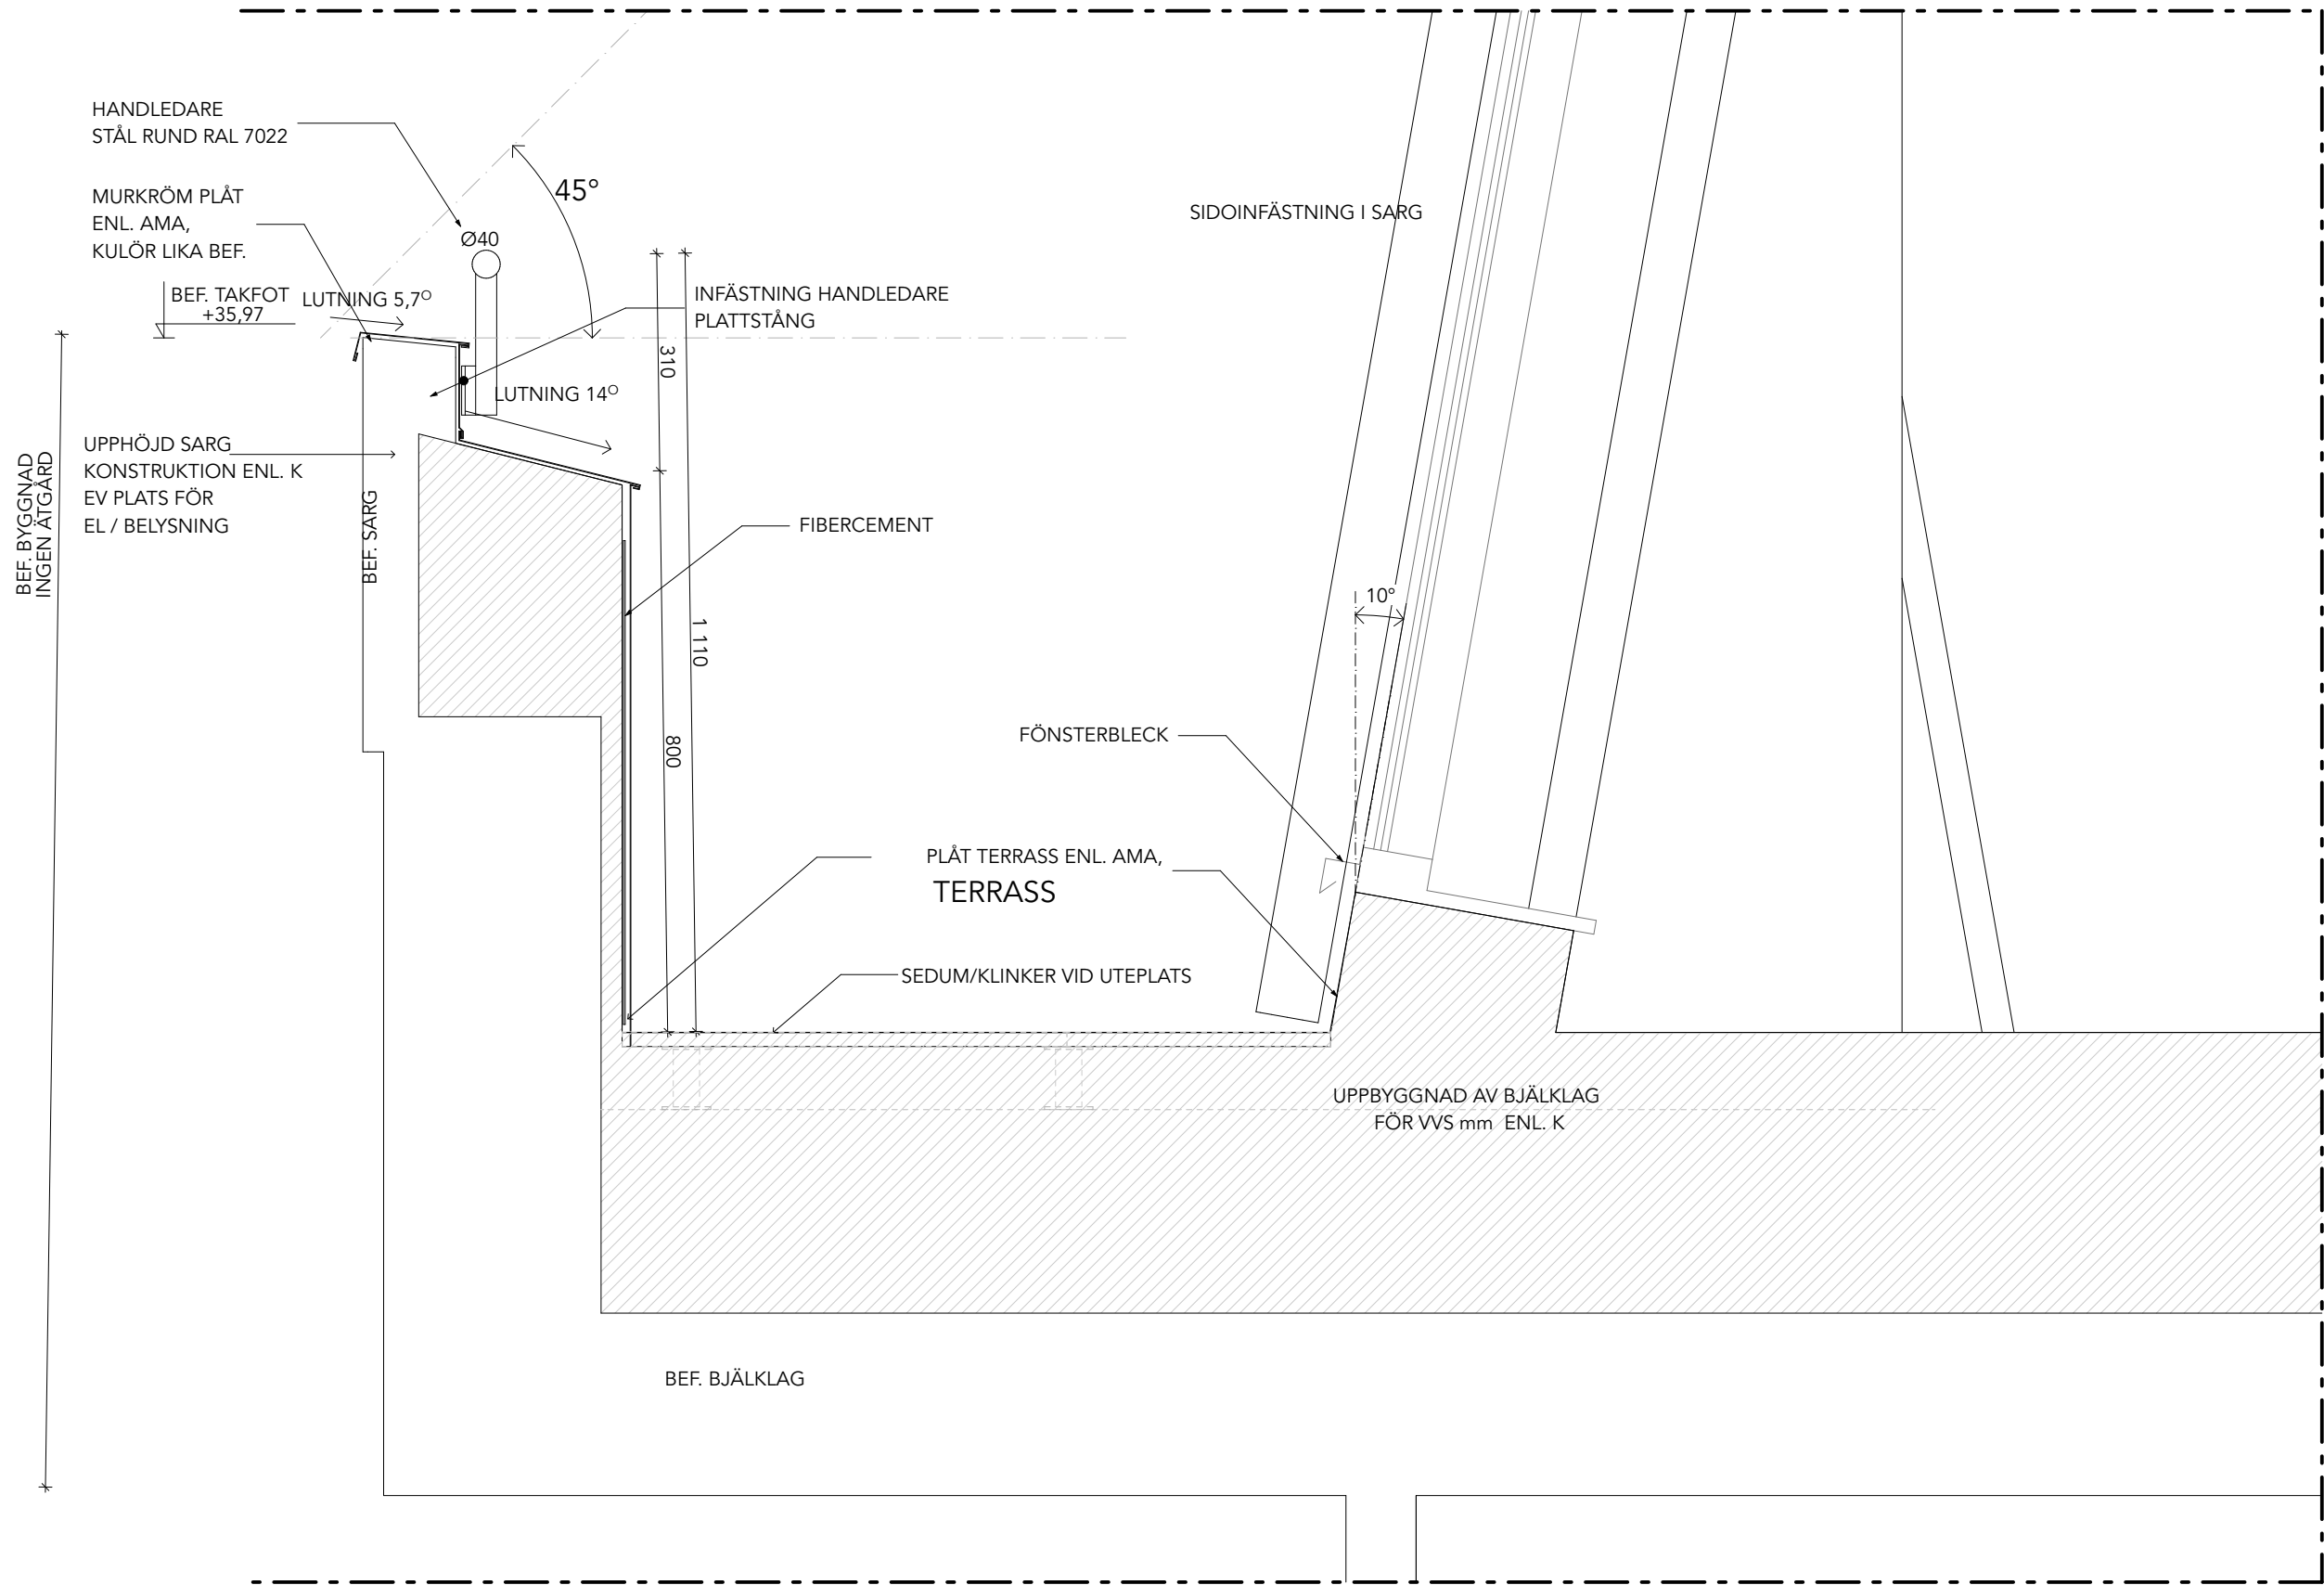 HANDLEDARE
STÅL RUND RAL 7022
MURKRÖM PLÅT
ENL. AMA,
KULÖR LIKA BEF.
45°
Ø40
SIDOINFÄSTNING I SARG
BEF. TAKFOT
+35,97
LUTNING 5,7°
INFÄSTNING HANDLEDARE
PLATTSTÅNG
310
LUTNING 14°
UPPHÖJD SARG
KONSTRUKTION ENL. K
EV PLATS FÖR
EL / BELYSNING
BEF. BYGGNAD
INGEN ÄTGÅRD
BEF. SARG
FIBERCEMENT
10°
1 110
800
FÖNSTERBLECK
PLÅT TERRASS ENL. AMA,
TERRASS
SEDUM/KLINKER VID UTEPLATS
UPPBYGGNAD AV BJÄLKLAG
FÖR VVS mm ENL. K
BEF. BJÄLKLAG